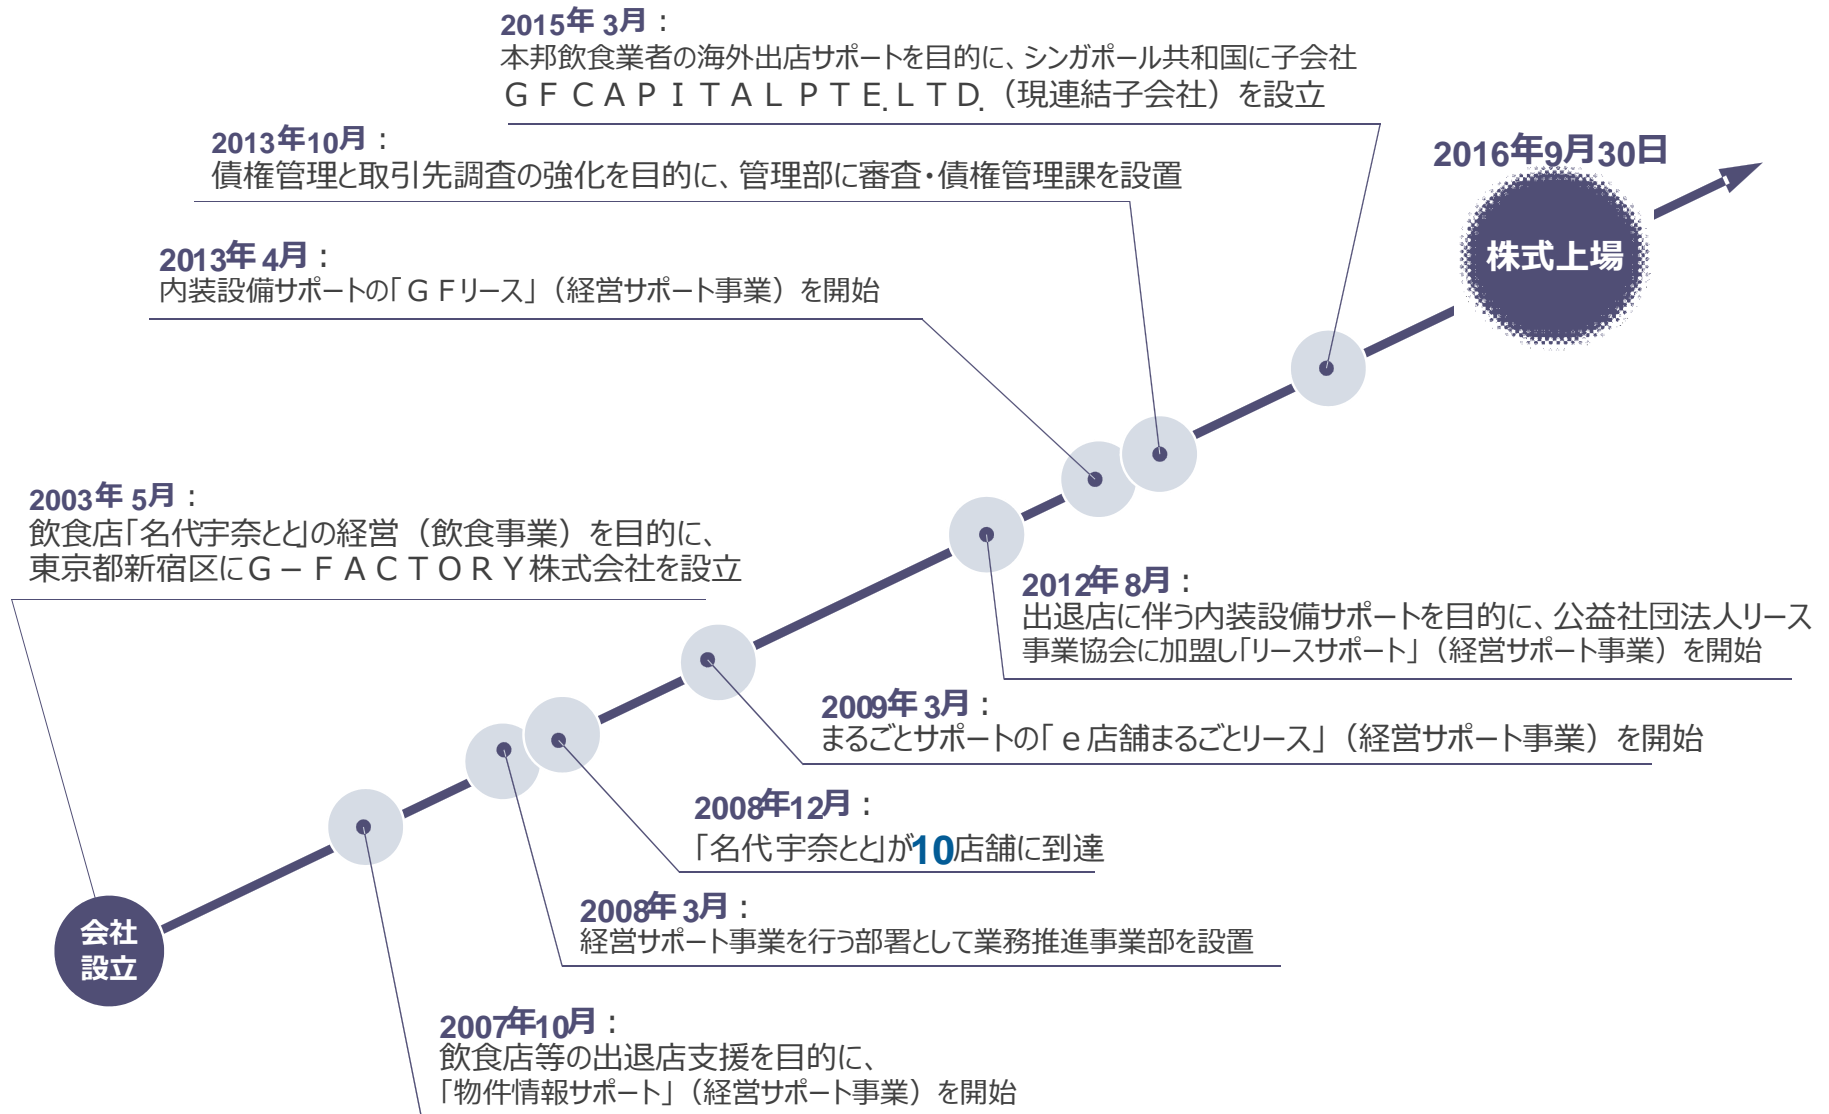 2015年 3月：
本邦飲食業者の海外出店サポートを目的に、シンガポール共和国に子会社
ＧＦＣＡＰＩＴＡＬＰＴＥ.ＬＴＤ.（現連結子会社）を設立
2013年10月：
債権管理と取引先調査の強化を目的に、管理部に審査・債権管理課を設置
2016年9月30日
株式上場
2013年 4月：
内装設備サポートの「ＧＦリース」（経営サポート事業）を開始
2003年 5月：
飲食店「名代宇奈とと」の経営（飲食事業）を目的に、
東京都新宿区にＧ－ＦＡＣＴＯＲＹ株式会社を設立
2012年 8月：
出退店に伴う内装設備サポートを目的に、公益社団法人リース
事業協会に加盟し「リースサポート」（経営サポート事業）を開始
2009年 3月：
まるごとサポートの「ｅ店舗まるごとリース」（経営サポート事業）を開始
2008年12月：
「名代 宇奈とと」が10店舗に到達
2008年 3月：
経営サポート事業を行う部署として業務推進事業部を設置
会社
設立
2007年10月：
飲食店等の出退店支援を目的に、
「物件情報サポート」（経営サポート事業）を開始